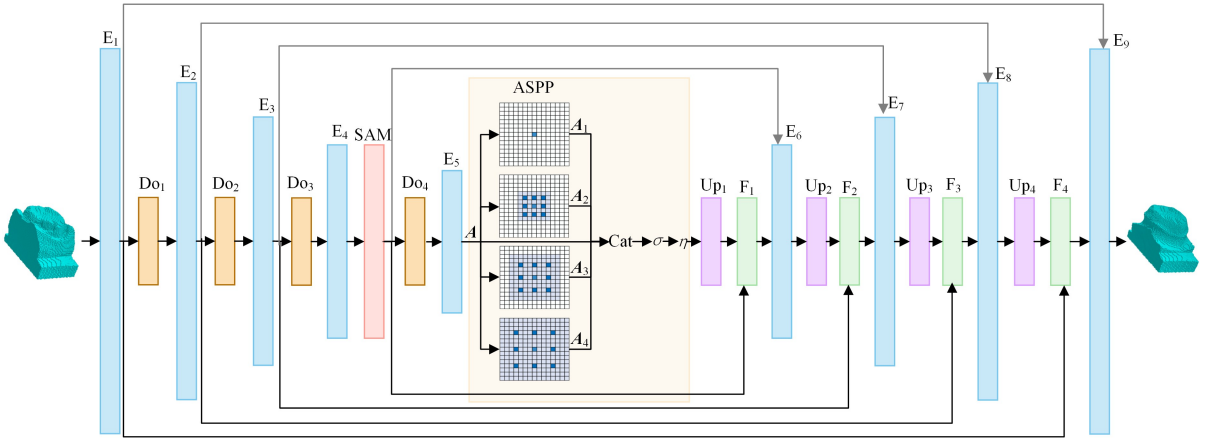 E₁
E₂
E₃
E₄
SAM
E₅
ASPP
E₆
E₇
E₈
E₉
Do₁
Do₂
Do₃
Do₄
A
A₁
A₂
A₃
A₄
Cat
σ
η
Up₁
F₁
Up₂
F₂
Up₃
F₃
Up₄
F₄